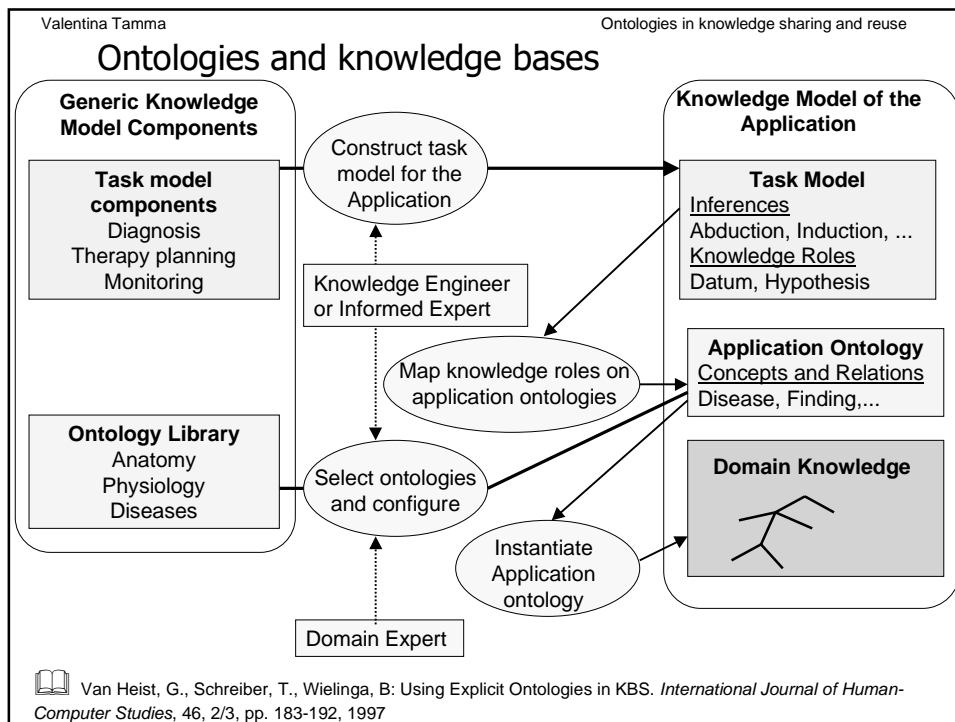 Valentina Tamma
Ontologies in knowledge sharing and reuse
Ontologies and knowledge bases
Generic Knowledge
Model Components
Task model
components
Diagnosis
Therapy planning
Monitoring
Ontology Library
Anatomy
Physiology
Diseases
Construct task
model for the
Application
Knowledge Engineer
or Informed Expert
Map knowledge roles on
application ontologies
Select ontologies
and configure
Instantiate
Application
ontology
Domain Expert
Knowledge Model of the
Application
Task Model
Inferences
Abduction, Induction, ...
Knowledge Roles
Datum, Hypothesis
Application Ontology
Concepts and Relations
Disease, Finding,...
Domain Knowledge
Van Heist, G., Schreiber, T., Wielinga, B: Using Explicit Ontologies in KBS. International Journal of Human-
Computer Studies, 46, 2/3, pp. 183-192, 1997